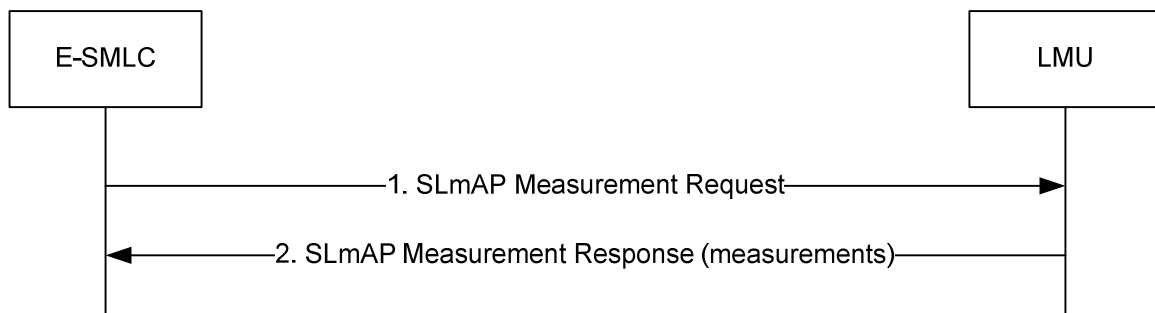 E-SMLC
LMU
1. SLmAP Measurement Request
2. SLmAP Measurement Response (measurements)